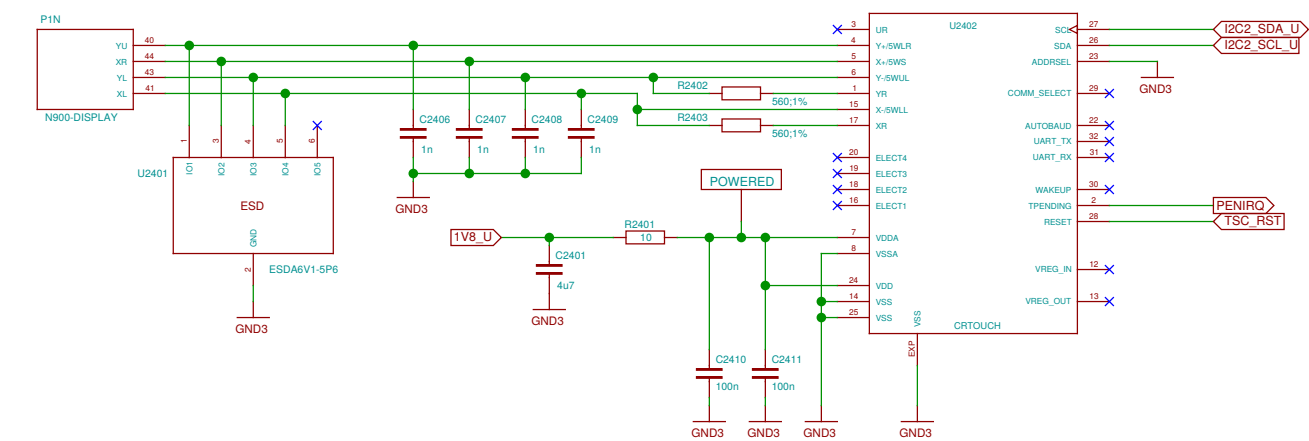 P1N
YU 40
XR 44
YL 43
XL 41
N900-DISPLAY
1 3 4 5 6
IO1 IO2 IO3 IO4 IO5
U2401
ESD
GND
2
ESDA6V1-5P6
GND3
C2406
1n
C2407
1n
C2408
1n
C2409
1n
GND3
R2402
560;1%
R2403
560;1%
POWERED
1V8_U
R2401
10
C2401
4u7
GND3
C2410
100n
C2411
100n
GND3 GND3 GND3 GND3
U2402
3 UR
4 Y+/5WLR
5 X+/5WS
6 Y-/5WUL
1 YR
15 X-/5WLL
17 XR
20 ELECT4
19 ELECT3
18 ELECT2
16 ELECT1
7 VDDA
8 VSSA
24 VDD
14 VSS
25 VSS
VSS
EXP
CRTOUCH
SCL 27
SDA 26
ADDRSEL 23
COMM_SELECT 29
AUTOBAUD 22
UART_TX 32
UART_RX 31
WAKEUP 30
TPENDING 2
RESET 28
VREG_IN 12
VREG_OUT 13
I2C2_SDA_U
I2C2_SCL_U
GND3
PENIRQ
TSC_RST